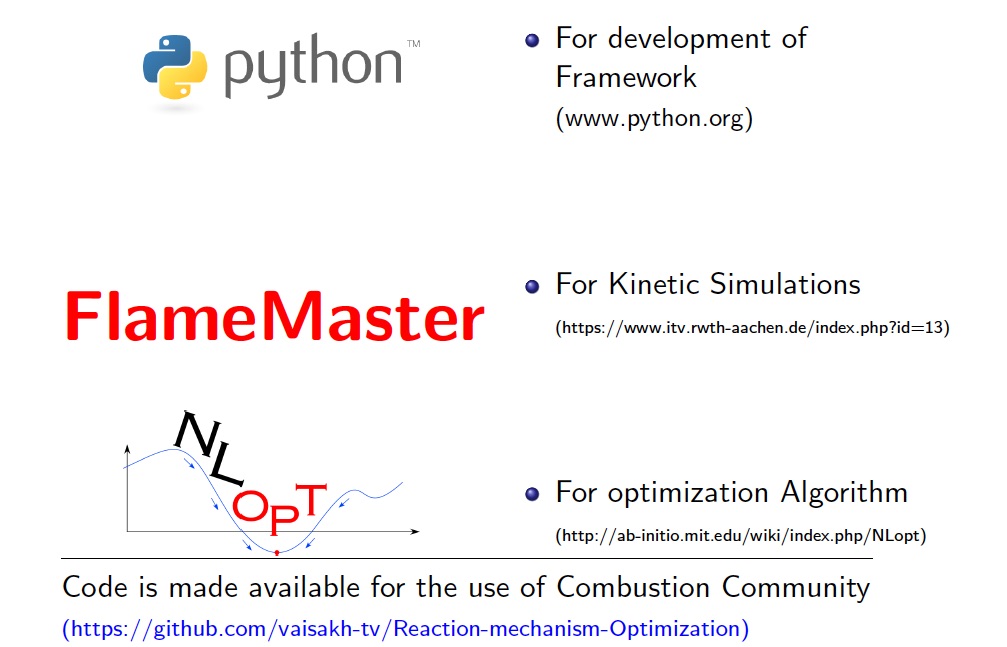 python™
For development of
Framework
(www.python.org)
FlameMaster
For Kinetic Simulations
(https://www.itv.rwth-aachen.de/index.php?id=13)
NLOPT
For optimization Algorithm
(http://ab-initio.mit.edu/wiki/index.php/NLopt)
Code is made available for the use of Combustion Community
(https://github.com/vaisakh-tv/Reaction-mechanism-Optimization)